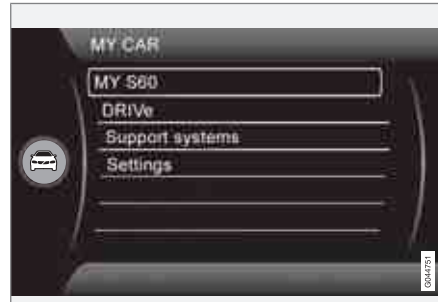 MY CAR
MY S60
DRIVe
Support systems
Settings
G044751